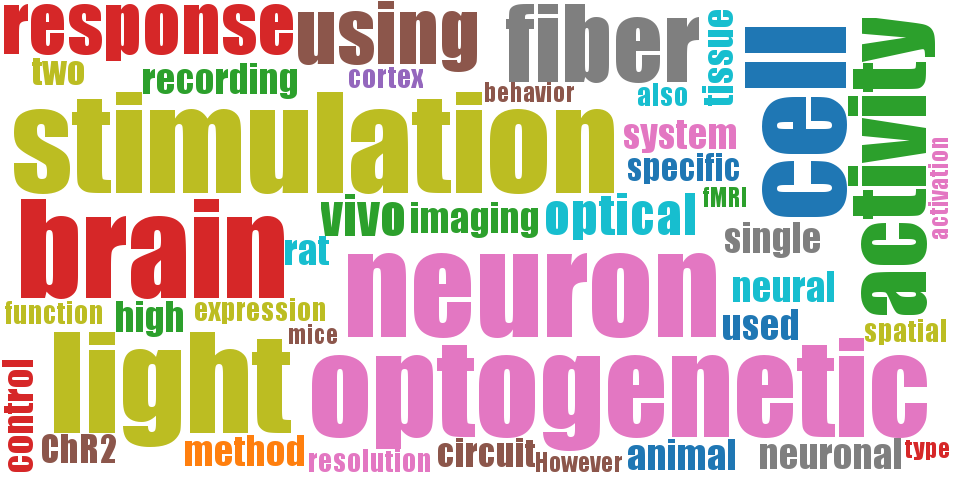 response
using
fiber
tissue
cell
activity
two
recording
cortex
behavior
also
stimulation
system
specific
fMRI
activation
brain
rat
vivo
imaging
optical
single
neuron
neural
used
spatial
function
high
expression
mice
light
optogenetic
control
ChR2
method
resolution
circuit
However
animal
neuronal
type